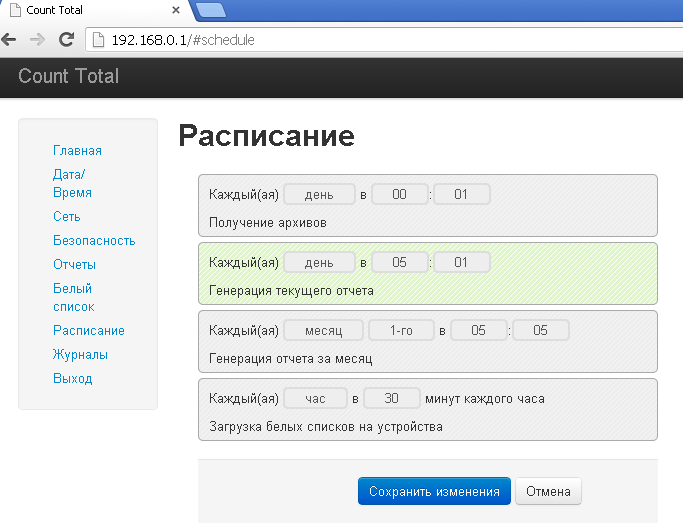 Count Total
192.168.0.1/#schedule
Count Total
Главная
Дата/
Время
Сеть
Безопасность
Отчеты
Белый
список
Расписание
Журналы
Выход
Расписание
Каждый(ая) день в 00 : 01
Получение архивов
Каждый(ая) день в 05 : 01
Генерация текущего отчета
Каждый(ая) месяц 1-го в 05 : 05
Генерация отчета за месяц
Каждый(ая) час в 30 минут каждого часа
Загрузка белых списков на устройства
Сохранить изменения Отмена